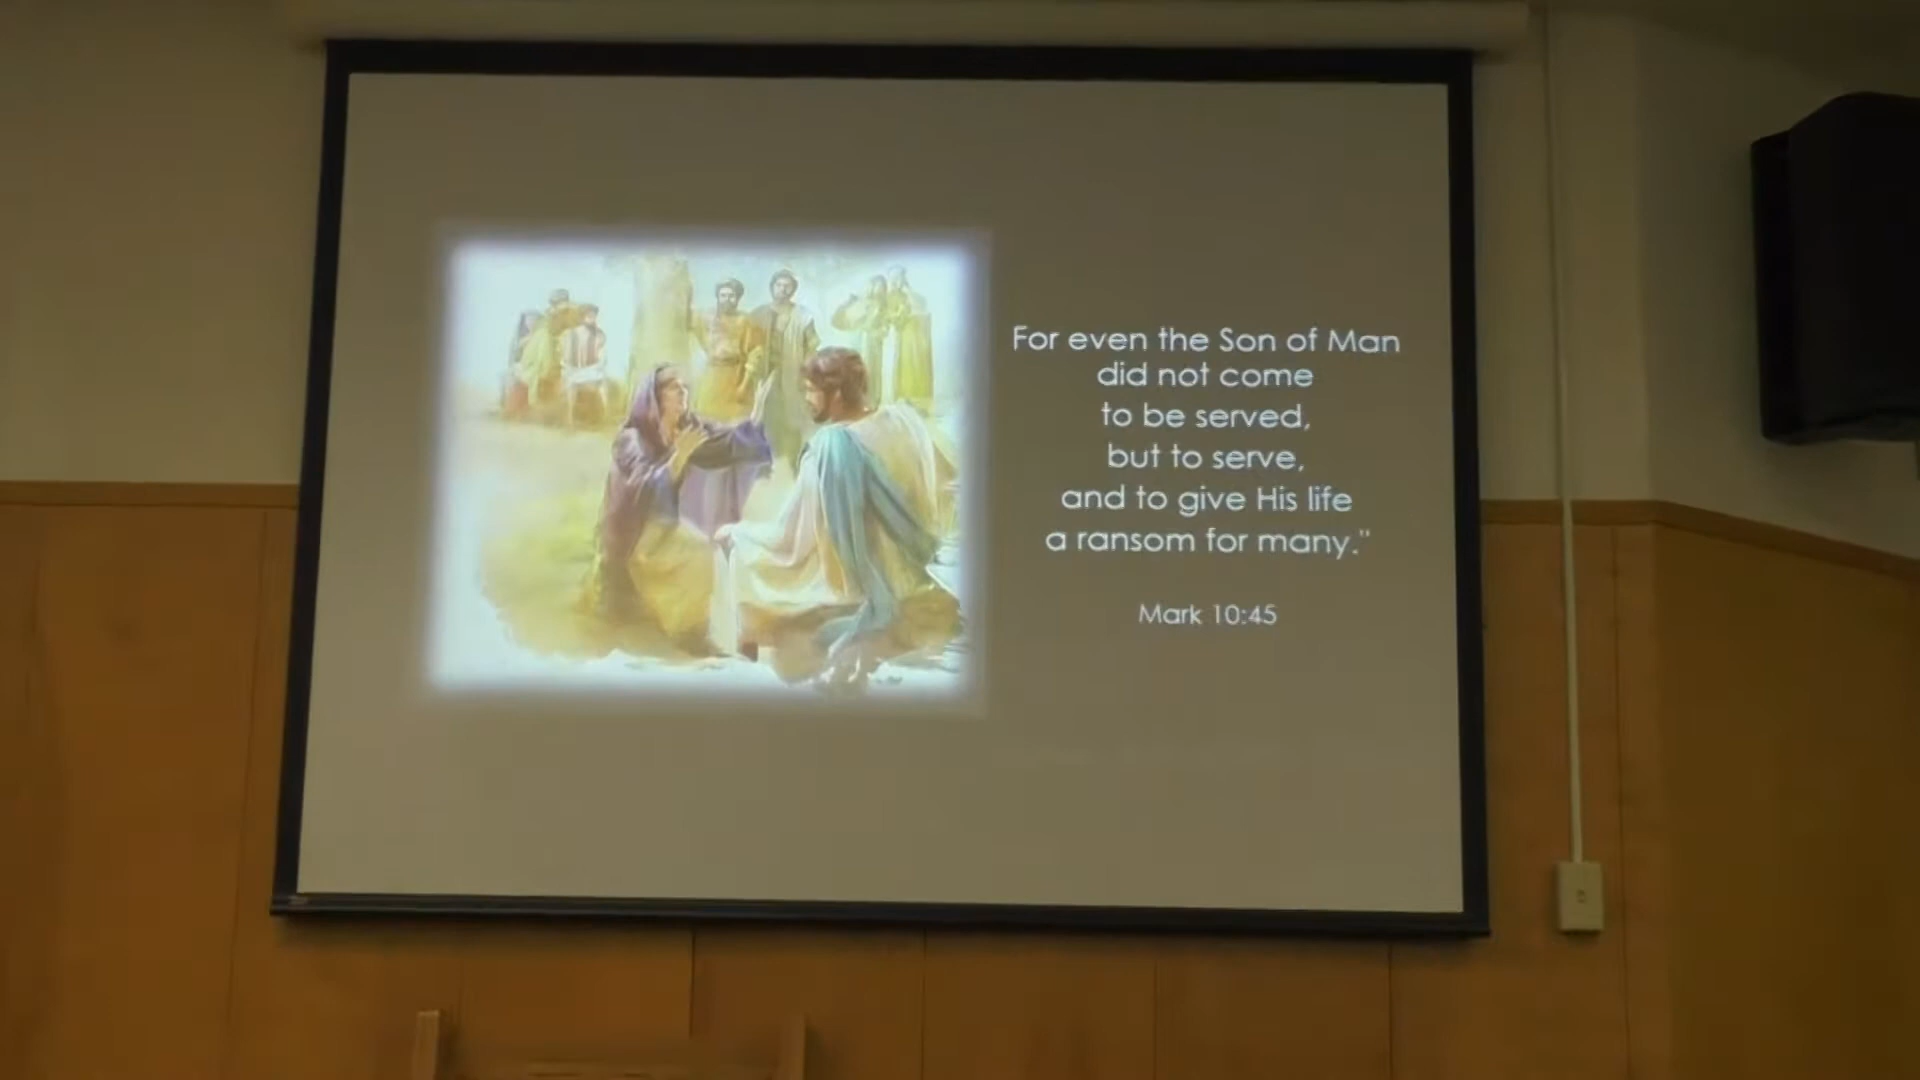 For even the Son of Man
did not come
to be served,
but to serve,
and to give His life
a ransom for many."
Mark 10:45